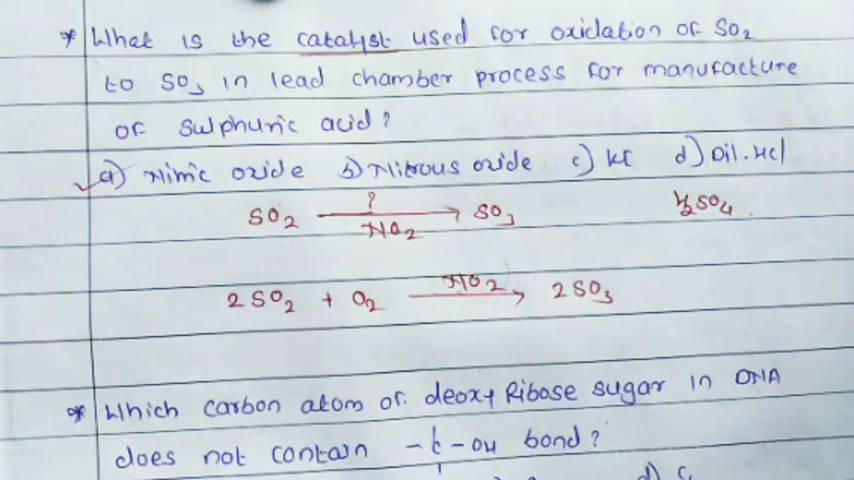 * What is the catalyst used for oxidation of SO₂
to SO₃ in lead chamber process for manufacture
of sulphuric acid?
a) Nimic oxide b) Nitrous oxide c) KI d) Dil. Hcl
SO₂ ? NO₂ → SO₃ H₂SO₄.
2SO₂ + O₂ NO₂ → 2SO₃
* Which carbon atom of deoxy Ribose sugar in DNA
does not contain -C-OH bond?
d) C